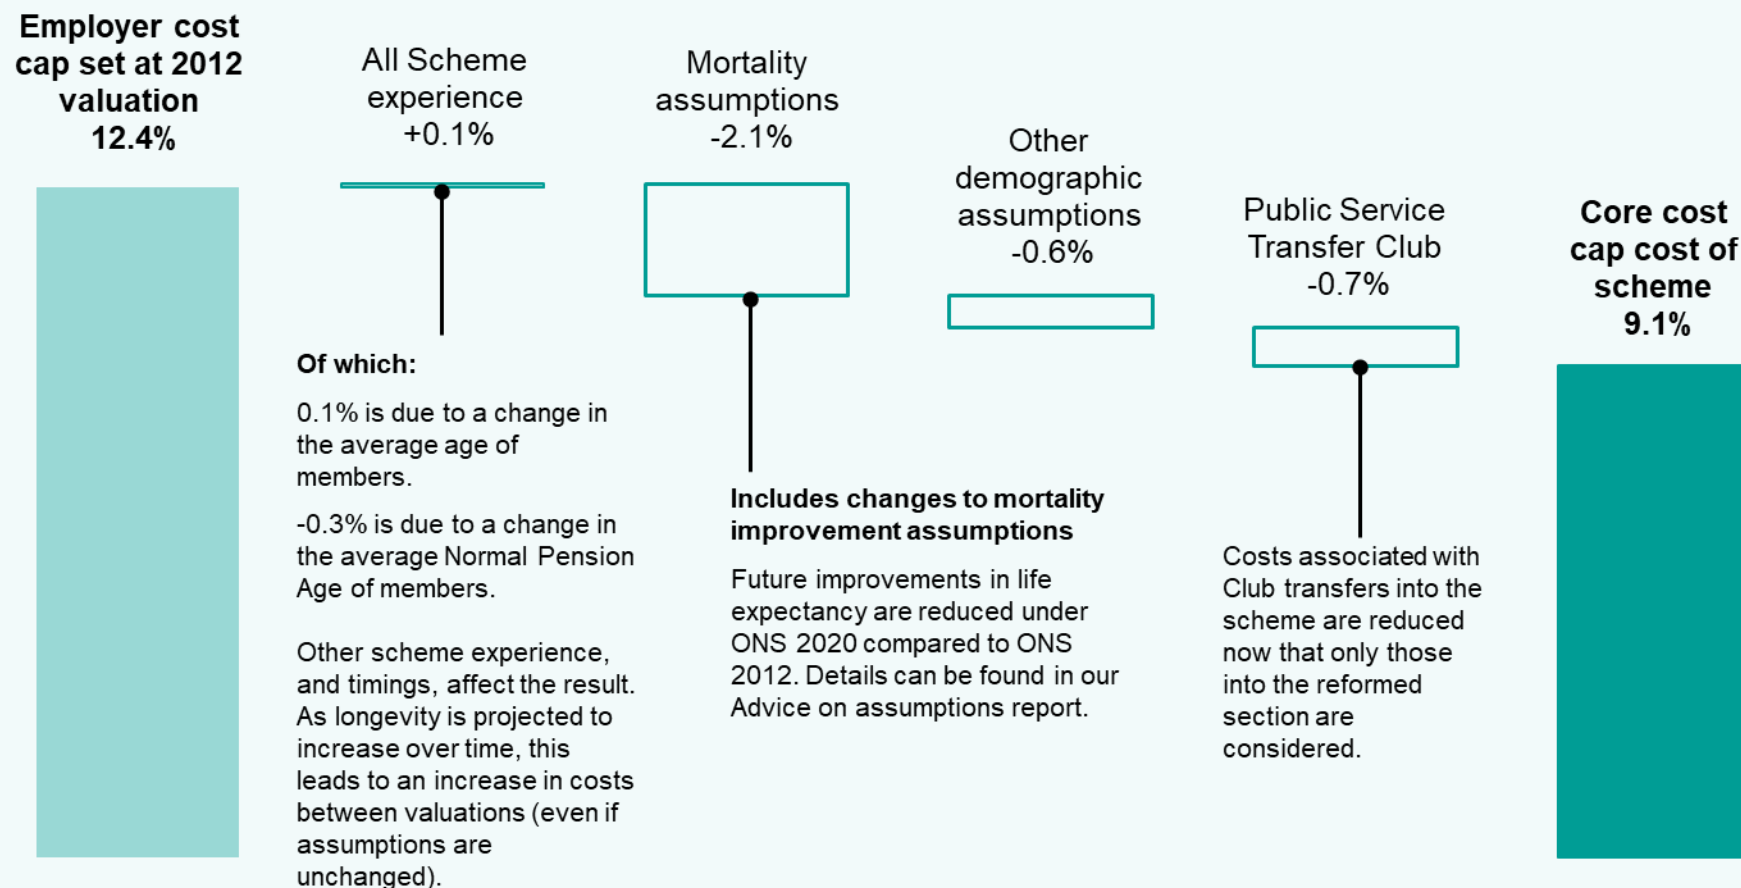 Employer cost
cap set at 2012
valuation
12.4%
All Scheme
experience
+0.1%
Mortality
assumptions
-2.1%
Other
demographic
assumptions
-0.6%
Public Service
Transfer Club
-0.7%
Core cost
cap cost of
scheme
9.1%
Of which:
0.1% is due to a change in
the average age of
members.
-0.3% is due to a change in
the average Normal Pension
Age of members.
Other scheme experience,
and timings, affect the result.
As longevity is projected to
increase over time, this
leads to an increase in costs
between valuations (even if
assumptions are
unchanged).
Includes changes to mortality
improvement assumptions
Future improvements in life
expectancy are reduced under
ONS 2020 compared to ONS
2012. Details can be found in our
Advice on assumptions report.
Costs associated with
Club transfers into the
scheme are reduced
now that only those
into the reformed
section are
considered.